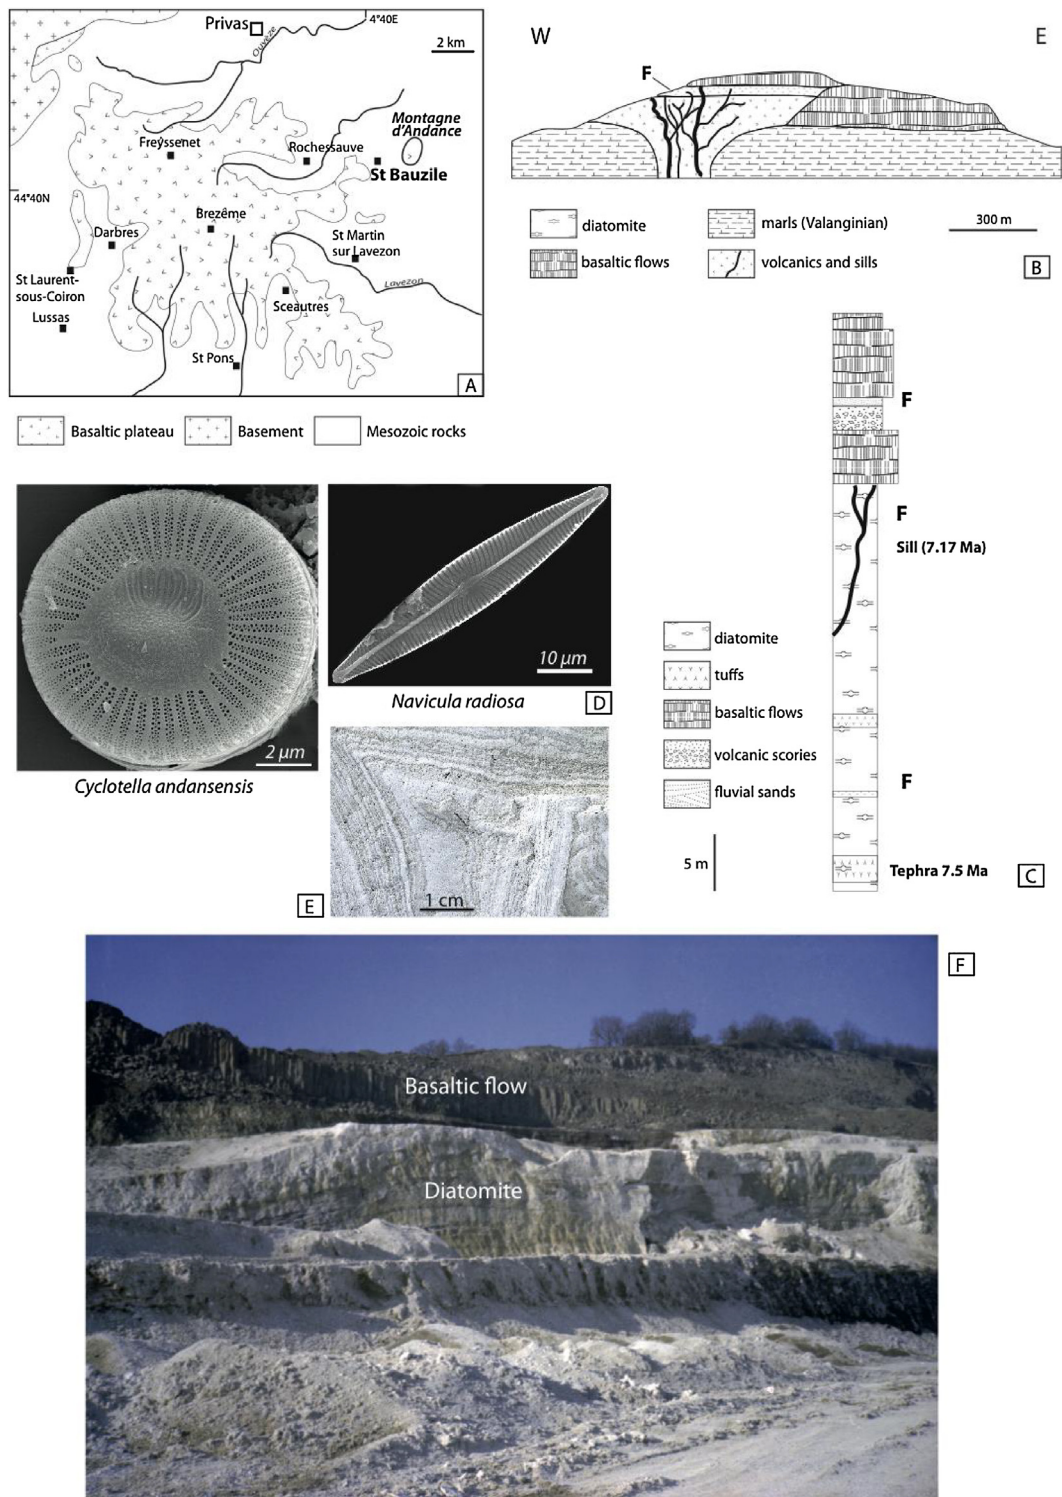 Privas
4°40E
Ouveze
2 km
Montagne
d'Andance
Freyssenet
Rochessauve
St Bauzile
44°40N
Brezême
Darbres
St Martin
sur Lavezon
St Laurent-
sous-Coiron
Lavezon
Sceautres
Lussas
St Pons
A
Basaltic plateau
Basement
Mesozoic rocks
W
E
F
diatomite
marls (Valanginian)
300 m
basaltic flows
volcanics and sills
B
F
F
Sill (7.17 Ma)
diatomite
tuffs
basaltic flows
volcanic scories
fluvial sands
F
5 m
Tephra 7.5 Ma
C
2 µm
Cyclotella andansensis
10 µm
Navicula radiosa
D
E
1 cm
F
Basaltic flow
Diatomite